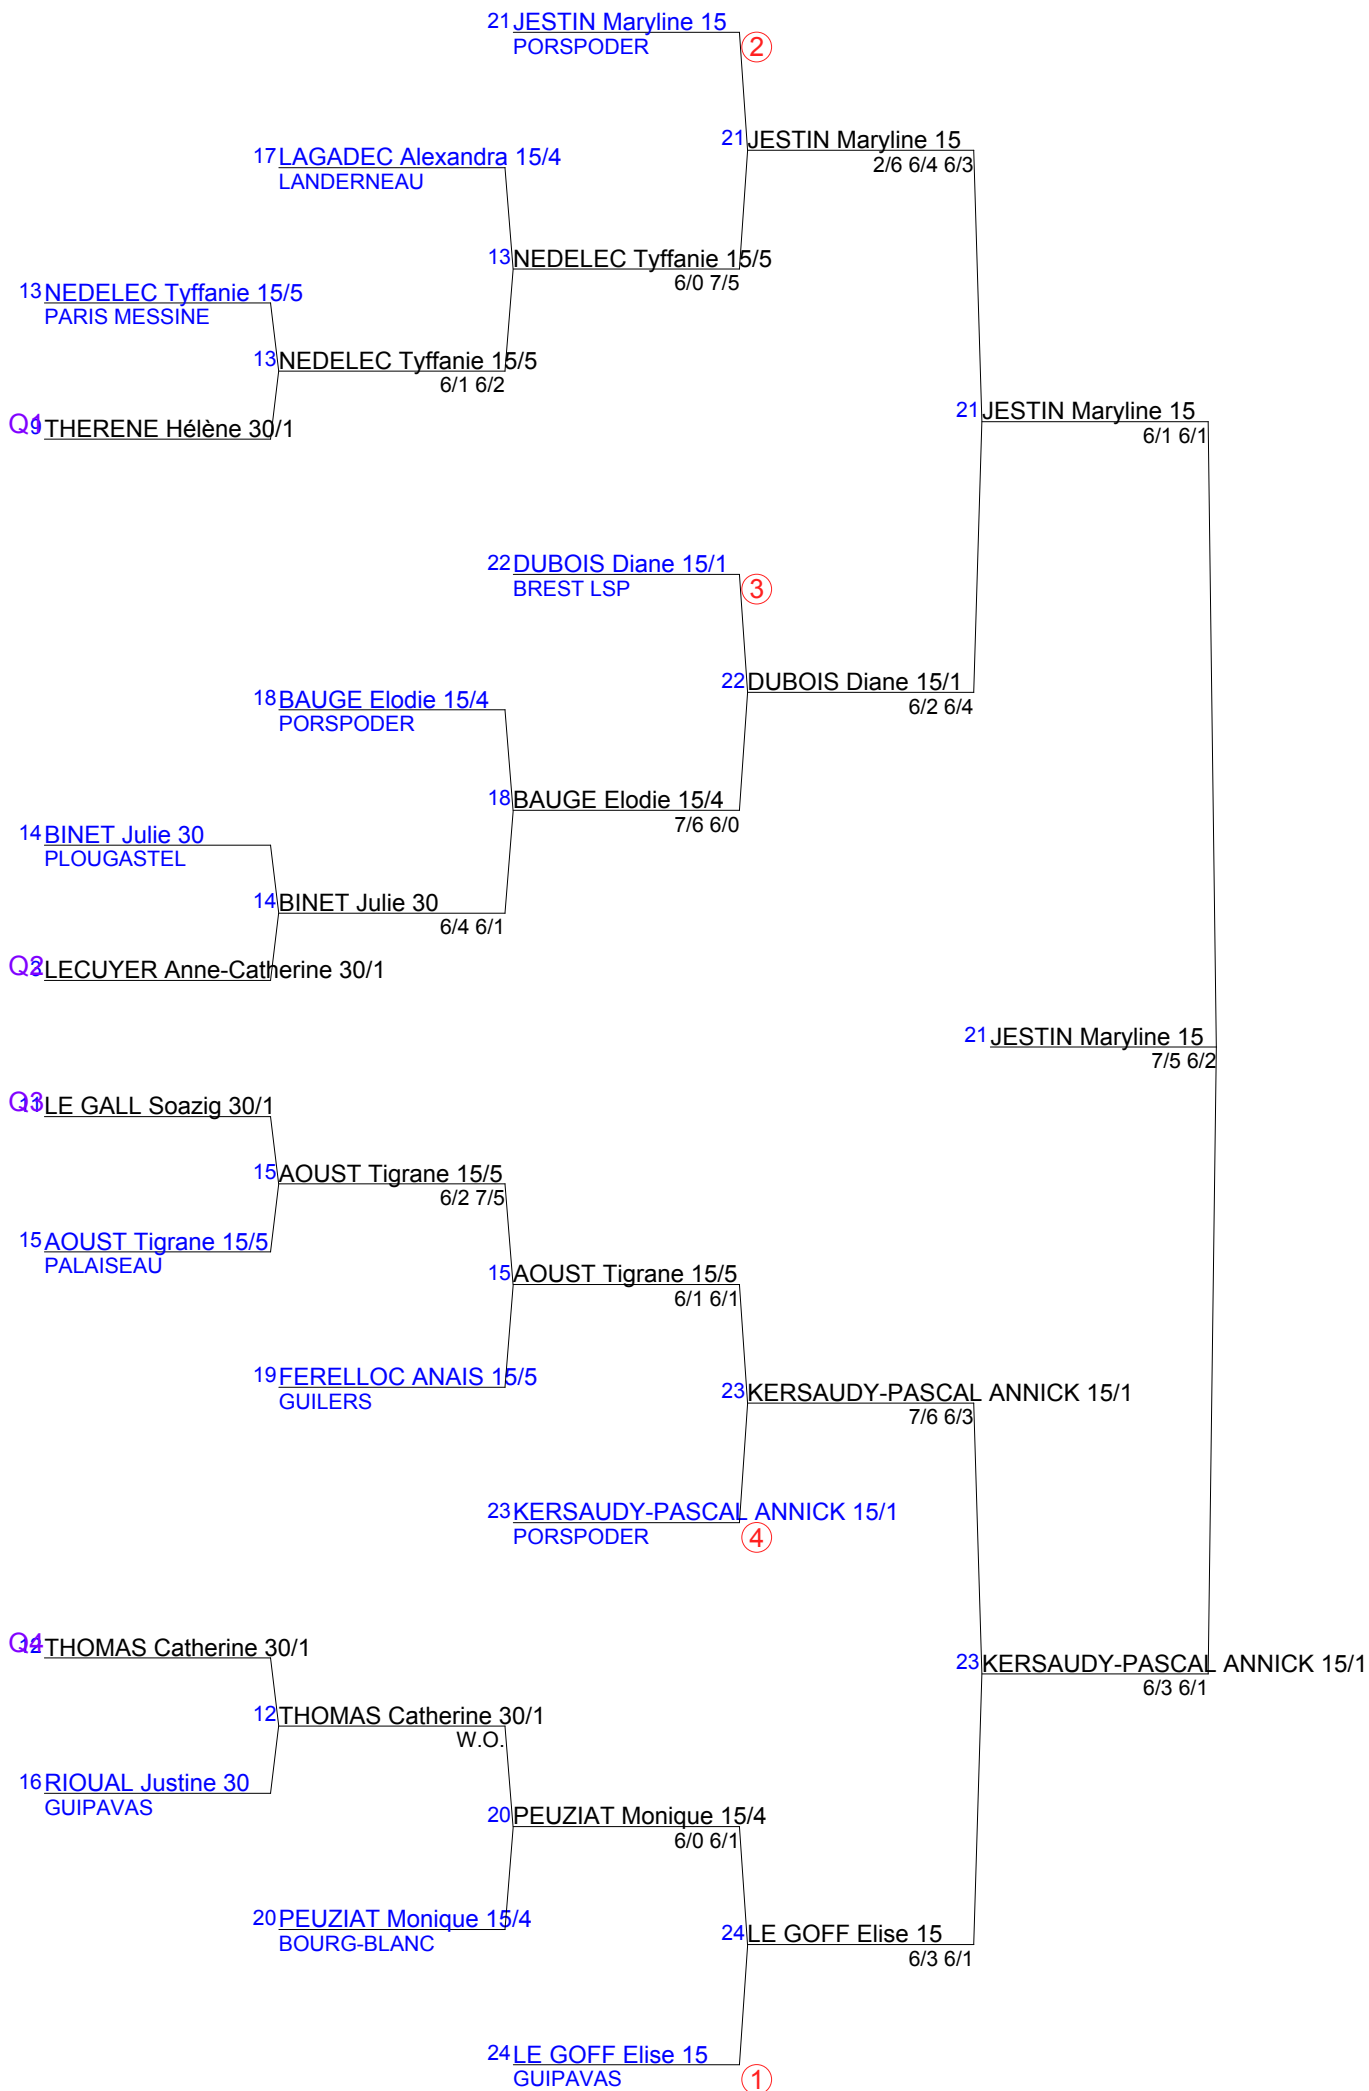 21 JESTIN Maryline 15
PORSPODER
2
21 JESTIN Maryline 15
2/6 6/4 6/3
17 LAGADEC Alexandra 15/4
LANDERNEAU
13 NEDELEC Tyffanie 15/5
6/0 7/5
13 NEDELEC Tyffanie 15/5
PARIS MESSINE
13 NEDELEC Tyffanie 15/5
6/1 6/2
21 JESTIN Maryline 15
6/1 6/1
Q1 9 THERENE Hélène 30/1
22 DUBOIS Diane 15/1
BREST LSP
3
22 DUBOIS Diane 15/1
6/2 6/4
18 BAUGE Elodie 15/4
PORSPODER
18 BAUGE Elodie 15/4
7/6 6/0
14 BINET Julie 30
PLOUGASTEL
14 BINET Julie 30
6/4 6/1
Q2 3 LECUYER Anne-Catherine 30/1
21 JESTIN Maryline 15
7/5 6/2
Q3 11 LE GALL Soazig 30/1
15 AOUST Tigrane 15/5
6/2 7/5
15 AOUST Tigrane 15/5
PALAISEAU
15 AOUST Tigrane 15/5
6/1 6/1
19 FERELLOC ANAIS 15/5
GUILERS
23 KERSAUDY-PASCAL ANNICK 15/1
7/6 6/3
23 KERSAUDY-PASCAL ANNICK 15/1
PORSPODER
4
Q4 12 THOMAS Catherine 30/1
23 KERSAUDY-PASCAL ANNICK 15/1
6/3 6/1
12 THOMAS Catherine 30/1
W.O.
16 RIOUAL Justine 30
GUIPAVAS
20 PEUZIAT Monique 15/4
6/0 6/1
20 PEUZIAT Monique 15/4
BOURG-BLANC
24 LE GOFF Elise 15
6/3 6/1
24 LE GOFF Elise 15
GUIPAVAS
1